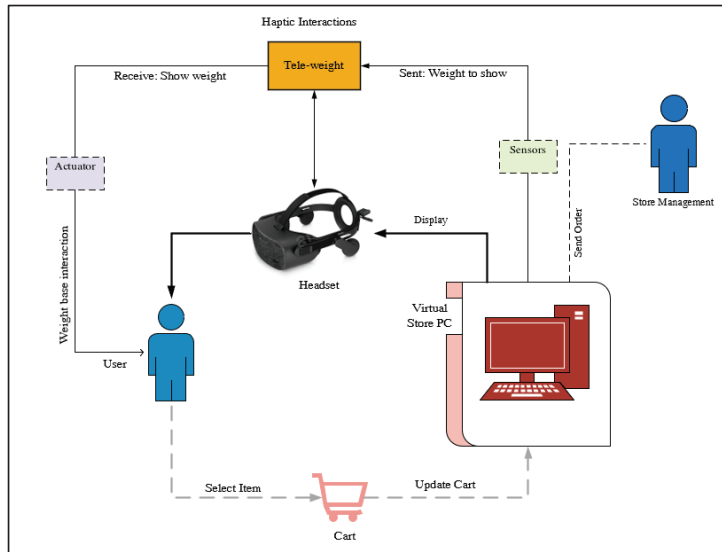 Haptic Interactions
Tele-weight
Receive: Show weight
Sent: Weight to show
Actuator
Sensors
Store Management
Send Order
Display
Headset
Virtual
Store PC
Weight base interaction
User
Select Item
Update Cart
Cart